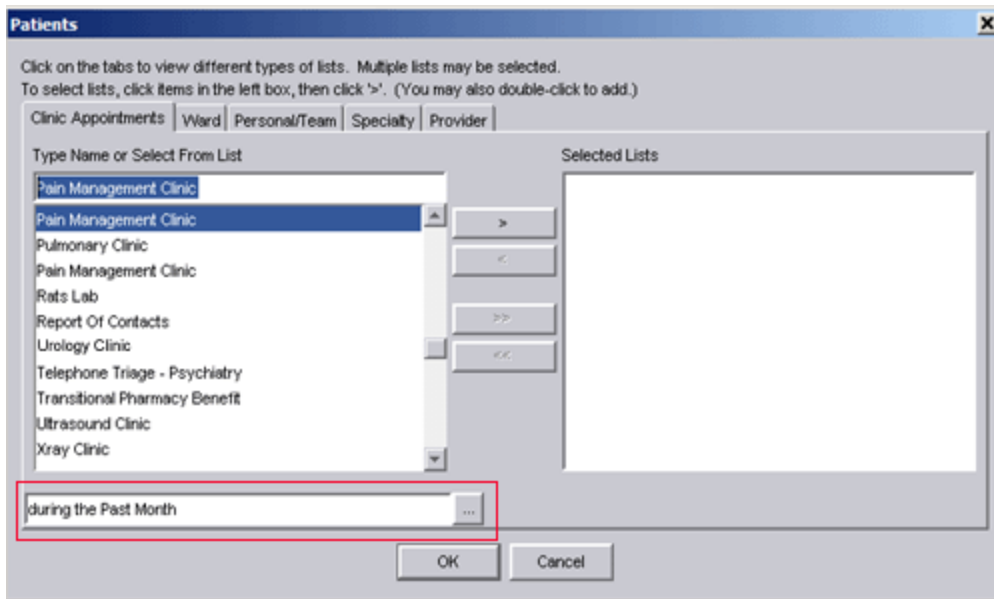 Patients
Click on the tabs to view different types of lists. Multiple lists may be selected.
To select lists, click items in the left box, then click '>'. (You may also double-click to add.)
Clinic Appointments Ward Personal/Team Specialty Provider
Type Name or Select From List
Selected Lists
Pain Management Clinic
Pain Management Clinic
Pulmonary Clinic
Pain Management Clinic
Rats Lab
Report Of Contacts
Urology Clinic
Telephone Triage - Psychiatry
Transitional Pharmacy Benefit
Ultrasound Clinic
Xray Clinic
>
<
>>
<<
during the Past Month ...
OK Cancel